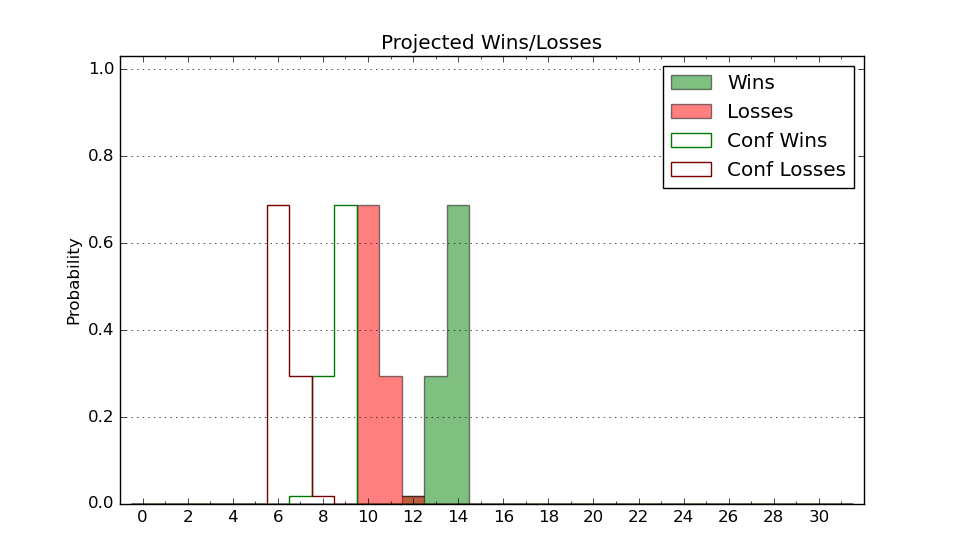 Projected Wins/Losses
1.0
0.8
0.6
0.4
0.2
0.0
Probability
Wins
Losses
Conf Wins
Conf Losses
0 2 4 6 8 10 12 14 16 18 20 22 24 26 28 30